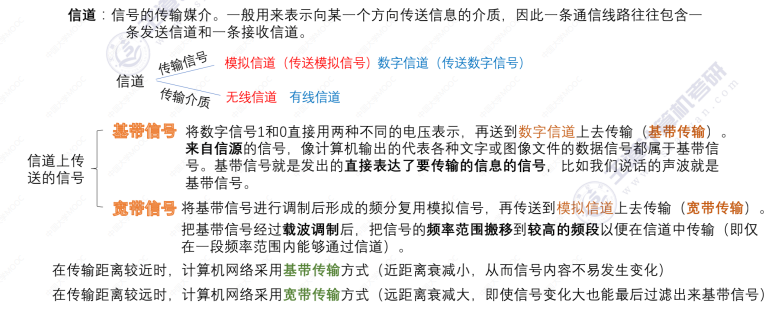 信道：信号的传输媒介。一般用来表示向某一个方向传送信息的介质，因此一条通信线路往往包含一
条发送信道和一条接收信道。
传输信号
模拟信道（传送模拟信号）数字信道（传送数字信号）
信道
传输介质
无线信道 有线信道
基带信号 将数字信号1和0直接用两种不同的电压表示，再送到数字信道上去传输（基带传输）。
来自信源的信号，像计算机输出的代表各种文字或图像文件的数据信号都属于基带信
号。基带信号就是发出的直接表达了要传输的信息的信号，比如我们说话的声波就是
基带信号。
信道上传
送的信号
宽带信号 将基带信号进行调制后形成的频分复用模拟信号，再传送到模拟信道上去传输（宽带传输）。
把基带信号经过载波调制后，把信号的频率范围搬移到较高的频段以便在信道中传输（即仅
在一段频率范围内能够通过信道）。
在传输距离较近时，计算机网络采用基带传输方式（近距离衰减小，从而信号内容不易发生变化）
在传输距离较远时，计算机网络采用宽带传输方式（远距离衰减大，即使信号变化大也能最后过滤出来基带信号）